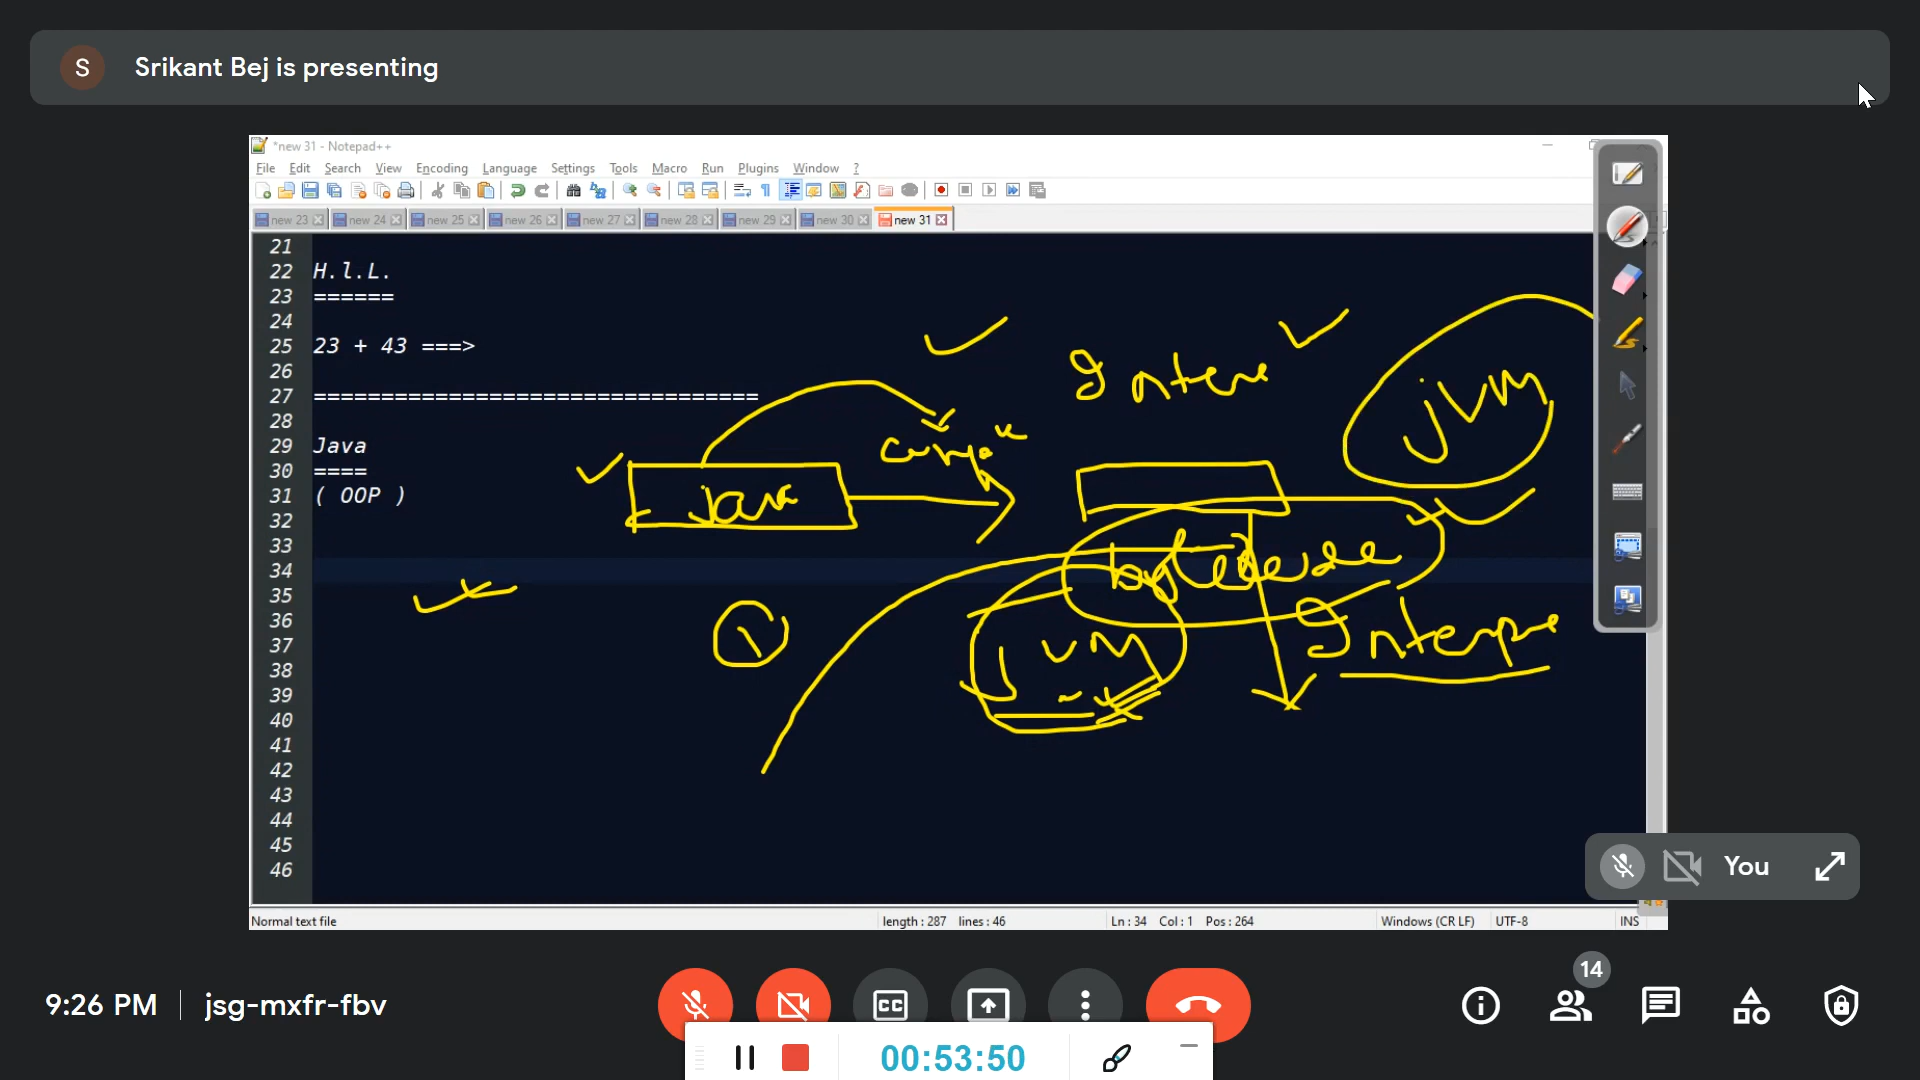 S Srikant Bej is presenting
*new 31 - Notepad++
File Edit Search View Encoding Language Settings Tools Macro Run Plugins Window ?
new 23 new 24 new 25 new 26 new 27 new 28 new 29 new 30 new 31
21
22 H.l.L.
23 ======
24
25 23 + 43 ===>
26
27 =================================
28
29 Java
30 ====
31 ( OOP )
32
33
34
35
36
37
38
39
40
41
42
43
44
45
46
Intere
JVM
Java
bytecode
1
JVM
Interpre
You
Normal text file length : 287 lines : 46 Ln : 34 Col : 1 Pos : 264 Windows (CR LF) UTF-8 INS
14
9:26 PM jsg-mxfr-fbv
CC
00:53:50